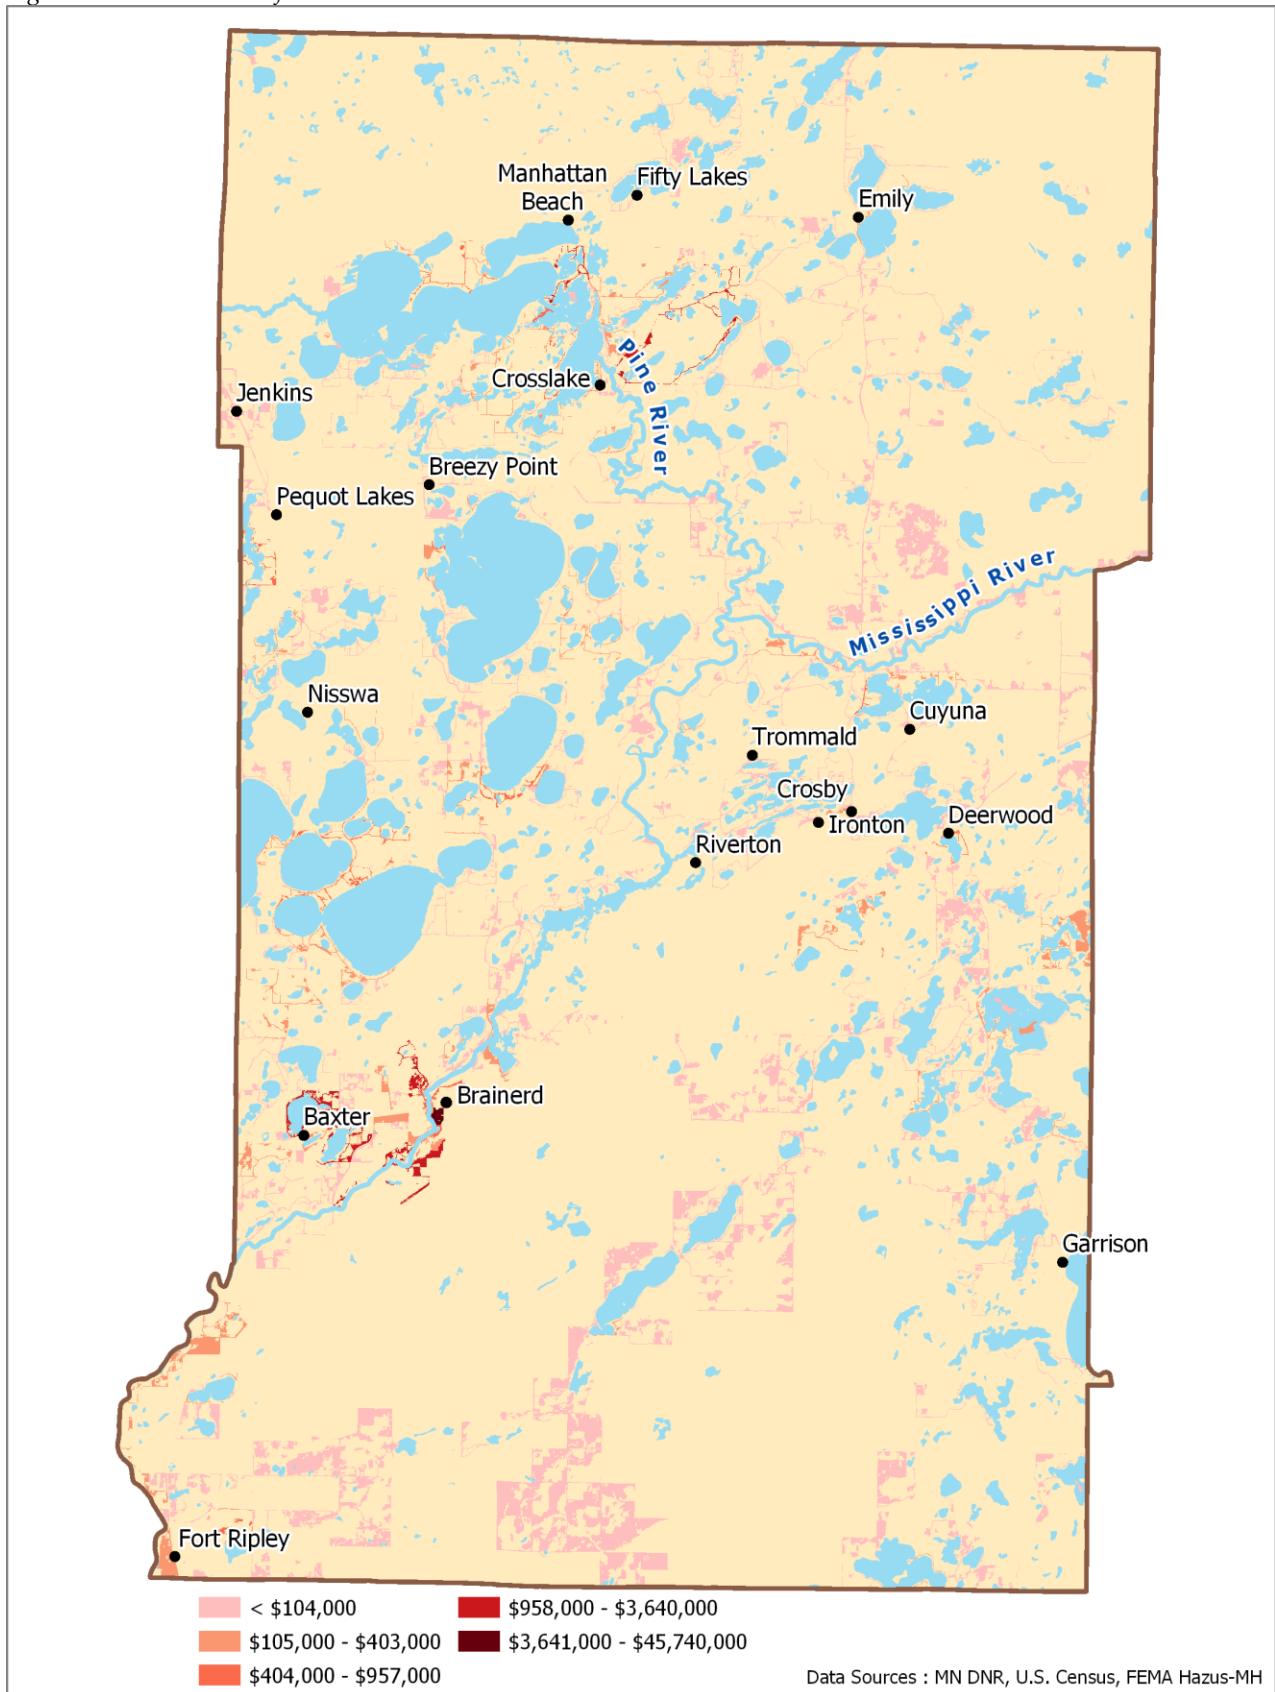 Manhattan
Beach
Fifty Lakes
Emily
Pine River
Crosslake
Jenkins
Breezy Point
Pequot Lakes
Mississippi River
Nisswa
Cuyuna
Trommald
Crosby
Ironton
Deerwood
Riverton
Brainerd
Baxter
Garrison
Fort Ripley
< $104,000
$105,000 - $403,000
$404,000 - $957,000
$958,000 - $3,640,000
$3,641,000 - $45,740,000
Data Sources : MN DNR, U.S. Census, FEMA Hazus-MH